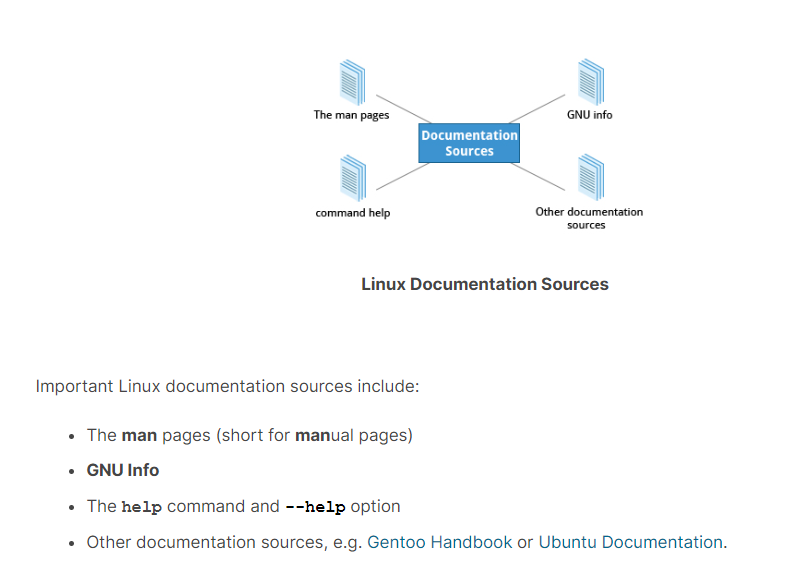 The man pages
GNU info
Documentation
Sources
command help
Other documentation
sources
Linux Documentation Sources
Important Linux documentation sources include:
• The man pages (short for manual pages)
• GNU Info
• The help command and --help option
• Other documentation sources, e.g. Gentoo Handbook or Ubuntu Documentation.